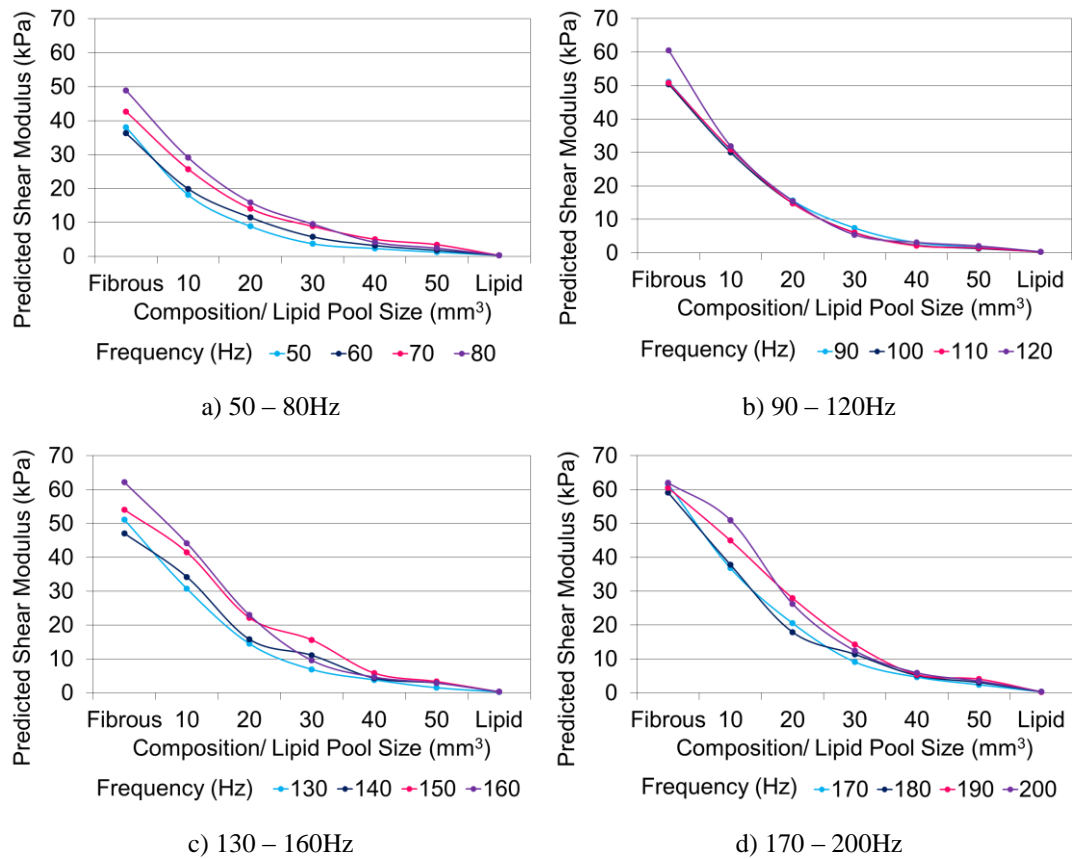 70
60
50
40
30
20
10
0
Predicted Shear Modulus (kPa)
Fibrous 10 20 30 40 50 Lipid
Composition/ Lipid Pool Size (mm³)
Frequency (Hz) 50 60 70 80
a) 50 – 80Hz
70
60
50
40
30
20
10
0
Predicted Shear Modulus (kPa)
Fibrous 10 20 30 40 50 Lipid
Composition/ Lipid Pool Size (mm³)
Frequency (Hz) 90 100 110 120
b) 90 – 120Hz
70
60
50
40
30
20
10
0
Predicted Shear Modulus (kPa)
Fibrous 10 20 30 40 50 Lipid
Composition/ Lipid Pool Size (mm³)
Frequency (Hz) 130 140 150 160
c) 130 – 160Hz
70
60
50
40
30
20
10
0
Predicted Shear Modulus (kPa)
Fibrous 10 20 30 40 50 Lipid
Composition/ Lipid Pool Size (mm³)
Frequency (Hz) 170 180 190 200
d) 170 – 200Hz